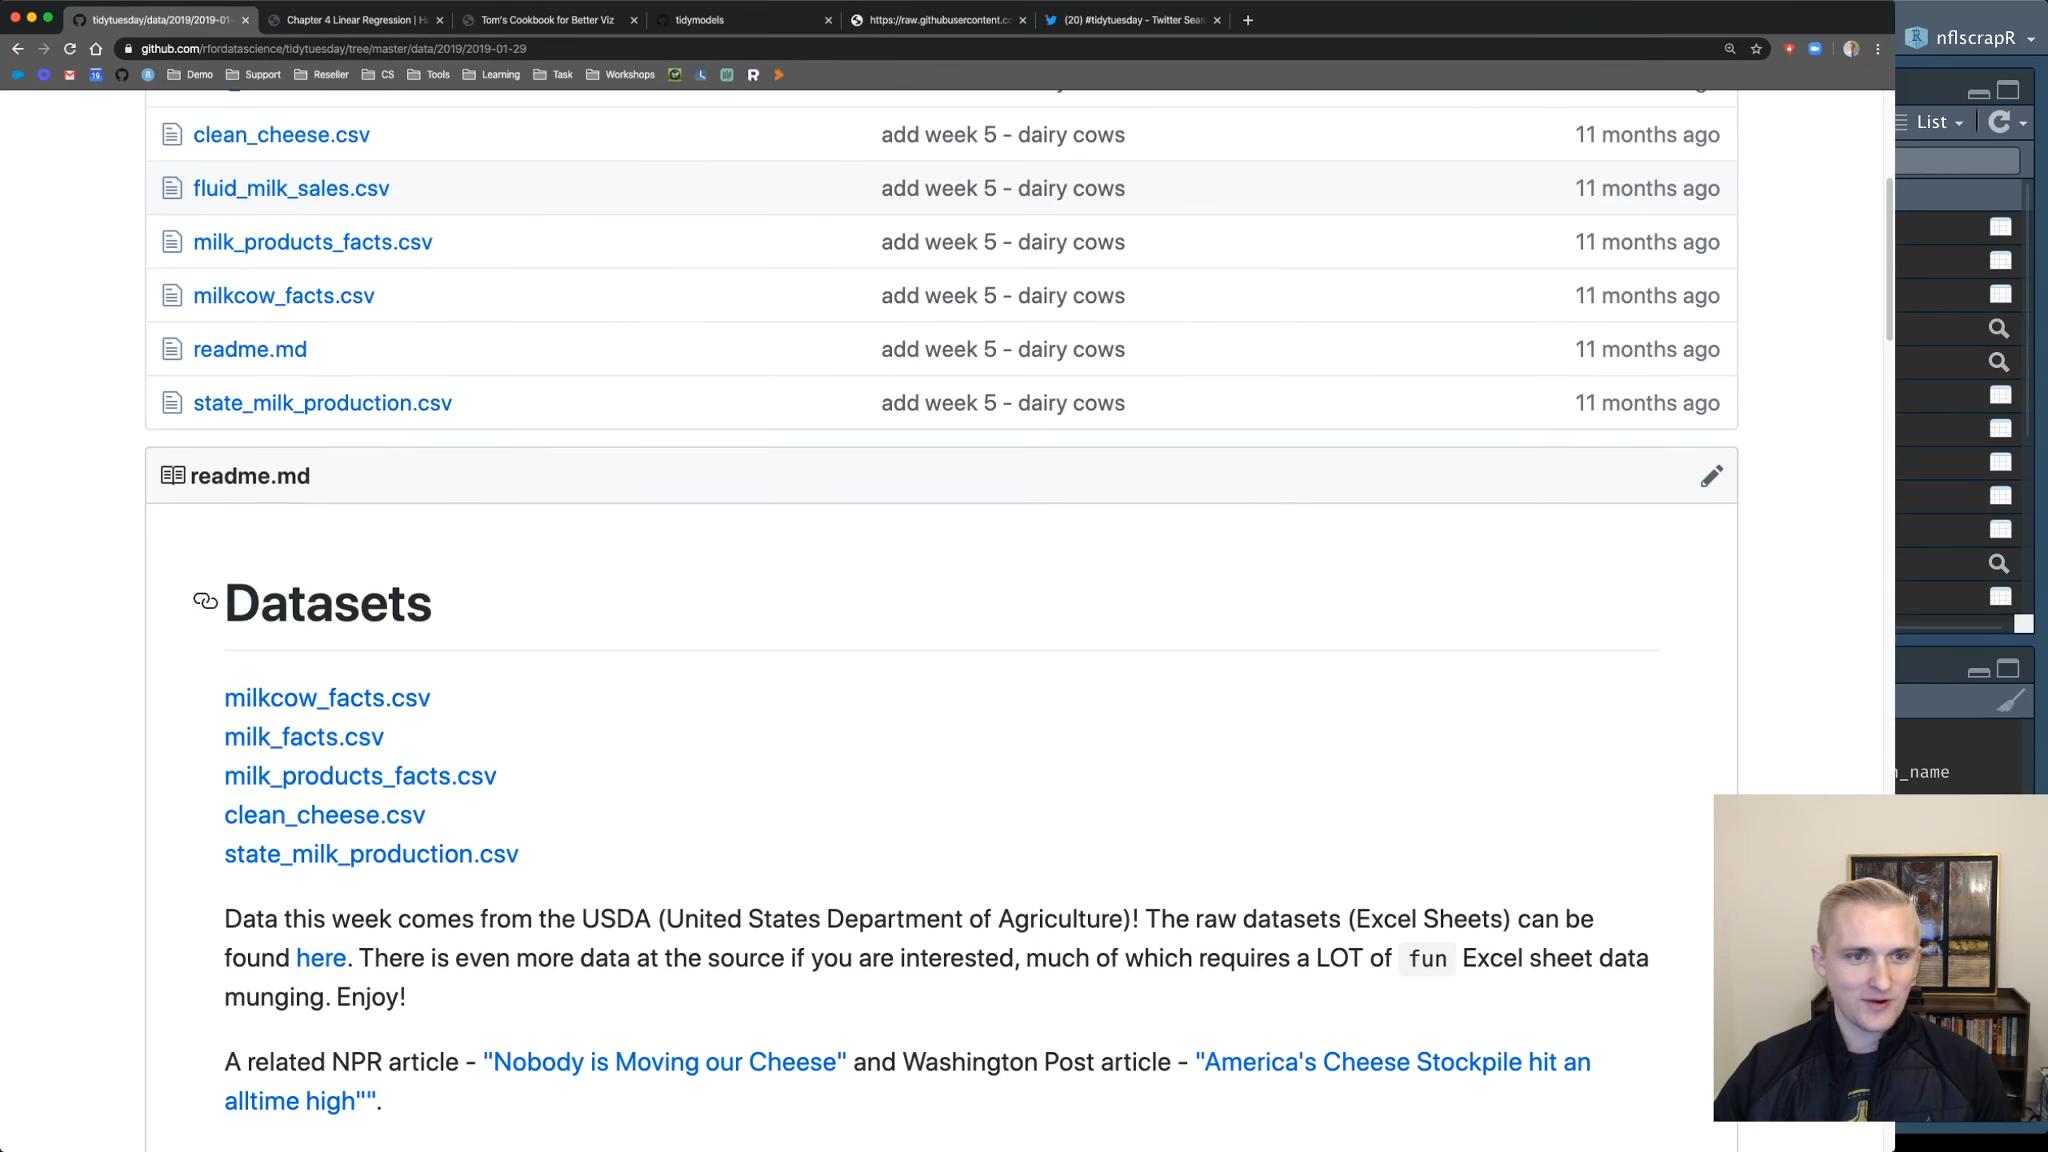 tidytuesday/data/2019/2019-01-
Chapter 4 Linear Regression | H
Tom's Cookbook for Better Viz
tidymodels
https://raw.githubusercontent.c
(20) #tidytuesday - Twitter Sear
nflscrapR
github.com/rfordatascience/tidytuesday/tree/master/data/2019/2019-01-29
19
Demo
Support
Reseller
CS
Tools
Learning
Task
Workshops
List
clean_cheese.csv add week 5 - dairy cows 11 months ago
fluid_milk_sales.csv add week 5 - dairy cows 11 months ago
milk_products_facts.csv add week 5 - dairy cows 11 months ago
milkcow_facts.csv add week 5 - dairy cows 11 months ago
readme.md add week 5 - dairy cows 11 months ago
state_milk_production.csv add week 5 - dairy cows 11 months ago
readme.md
Datasets
milkcow_facts.csv
milk_facts.csv
milk_products_facts.csv
clean_cheese.csv
state_milk_production.csv
Data this week comes from the USDA (United States Department of Agriculture)! The raw datasets (Excel Sheets) can be
found here. There is even more data at the source if you are interested, much of which requires a LOT of fun Excel sheet data
munging. Enjoy!
A related NPR article - "Nobody is Moving our Cheese" and Washington Post article - "America's Cheese Stockpile hit an
alltime high"".
_name